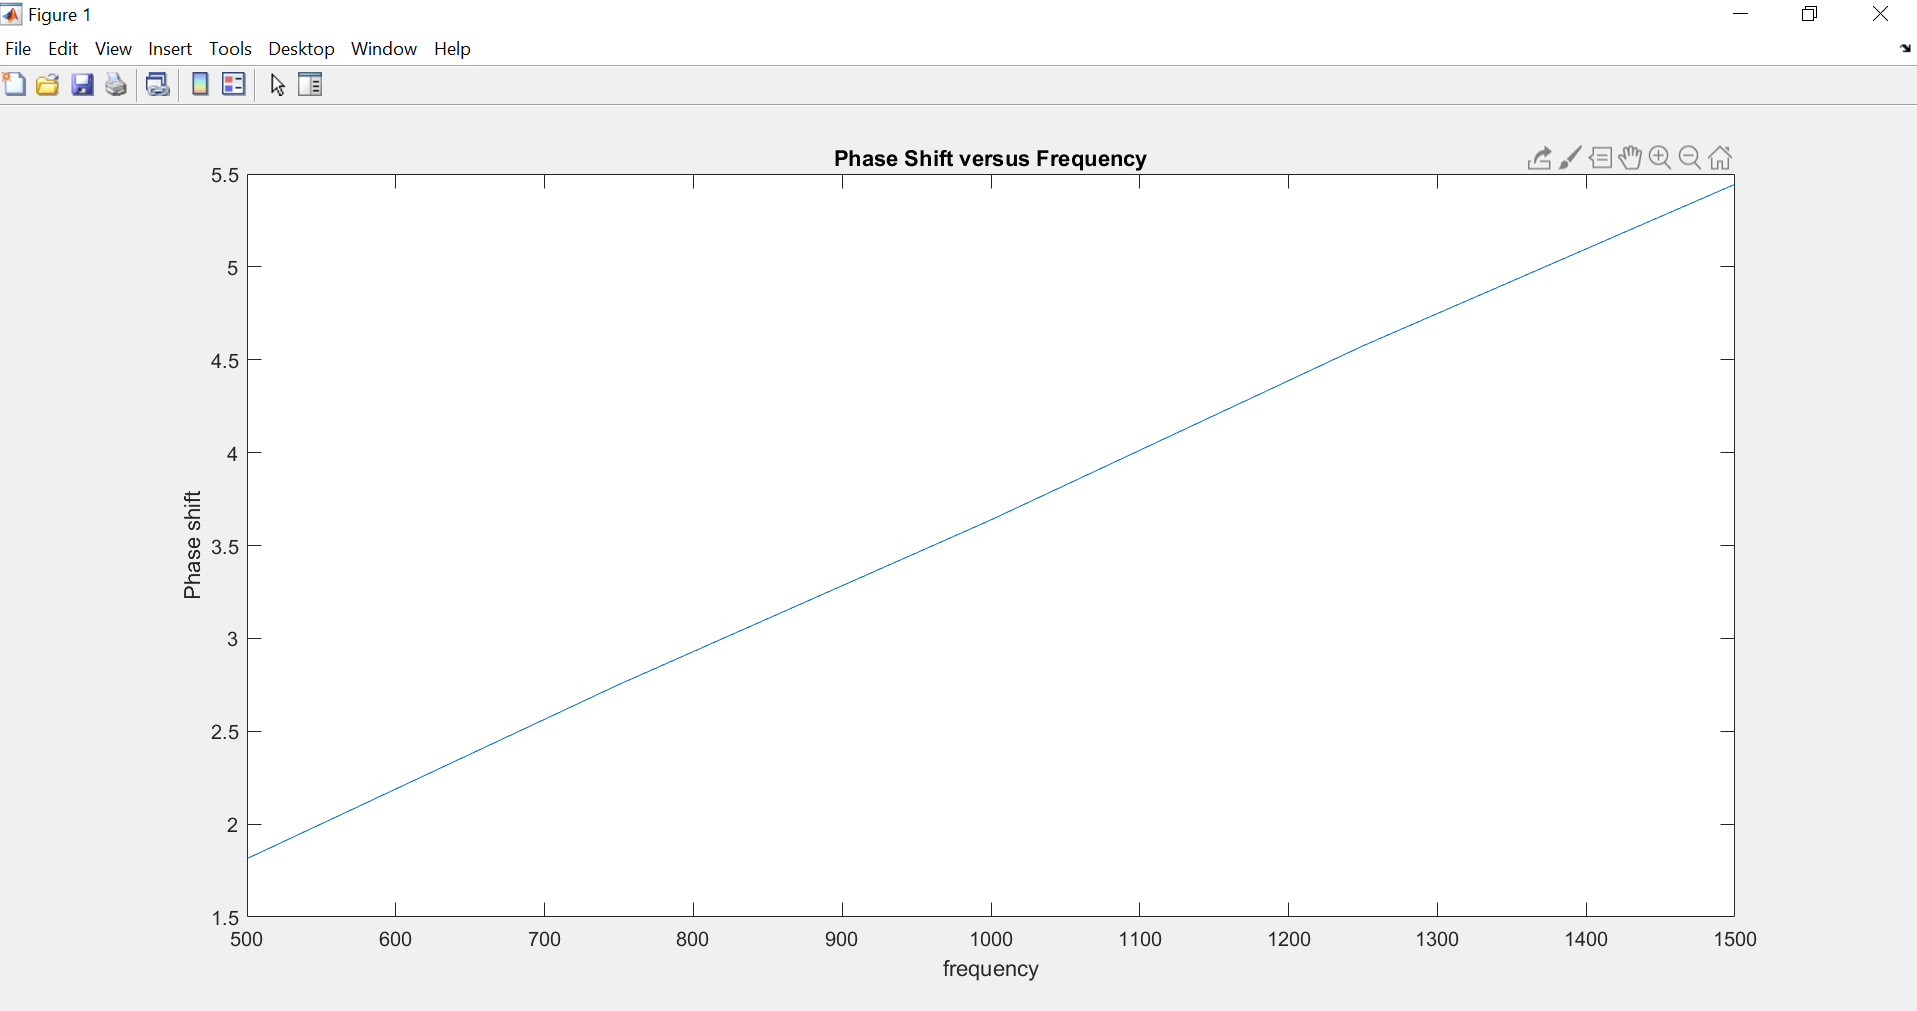 Figure 1
File Edit View Insert Tools Desktop Window Help
Phase Shift versus Frequency
5.5
5
4.5
4
3.5
3
2.5
2
1.5
Phase shift
500 600 700 800 900 1000 1100 1200 1300 1400 1500
frequency